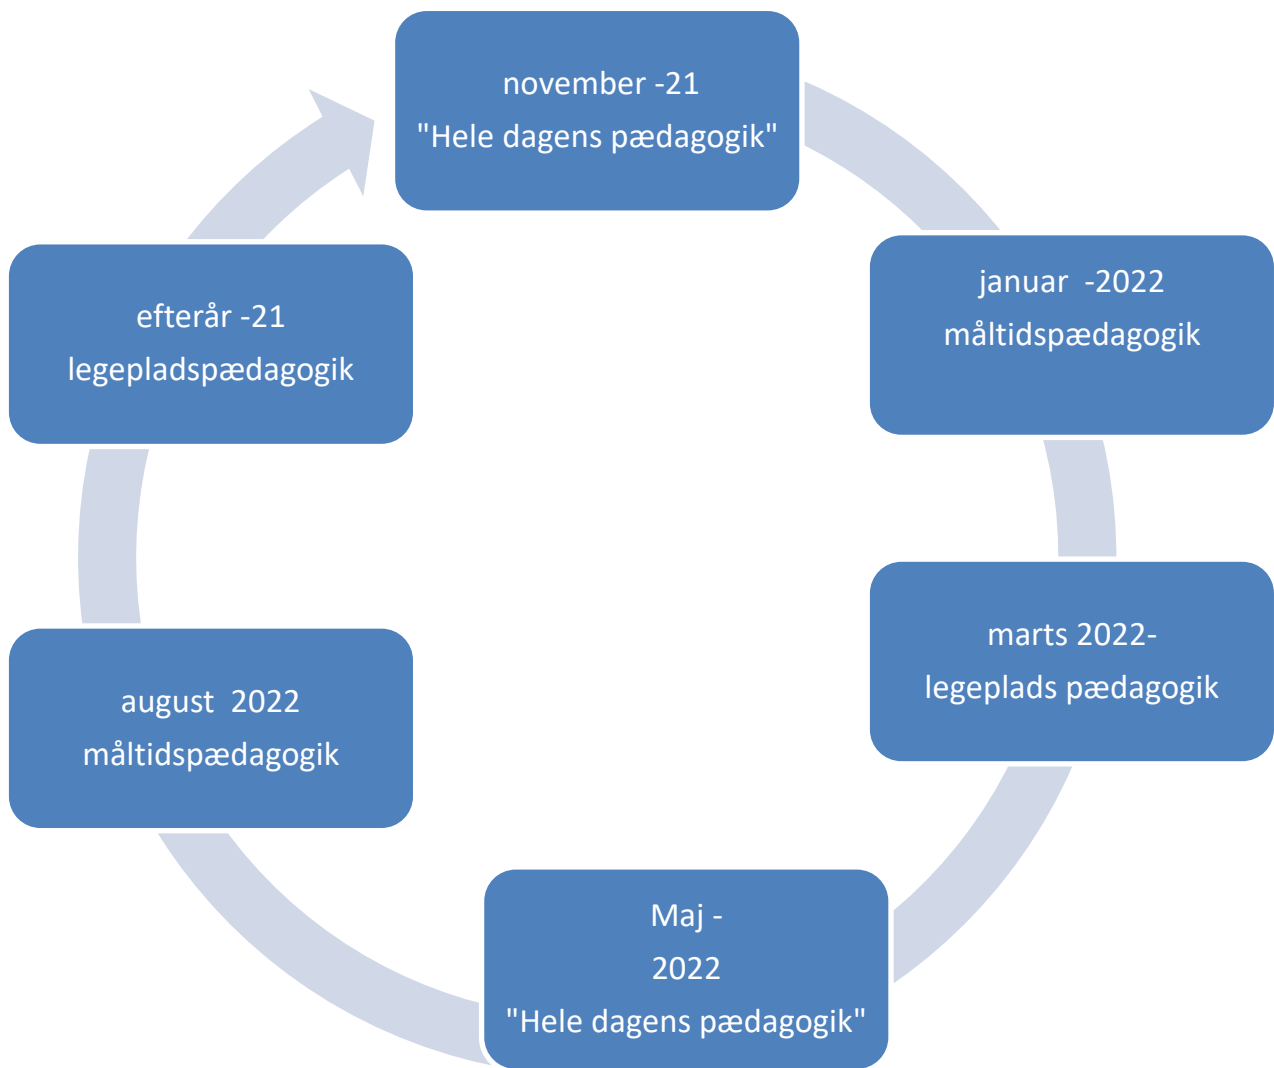 november -21
"Hele dagens pædagogik"
januar  -2022
måltidspædagogik
marts 2022-
legeplads pædagogik
Maj -
2022
"Hele dagens pædagogik"
august  2022
måltidspædagogik
efterår -21
legepladspædagogik